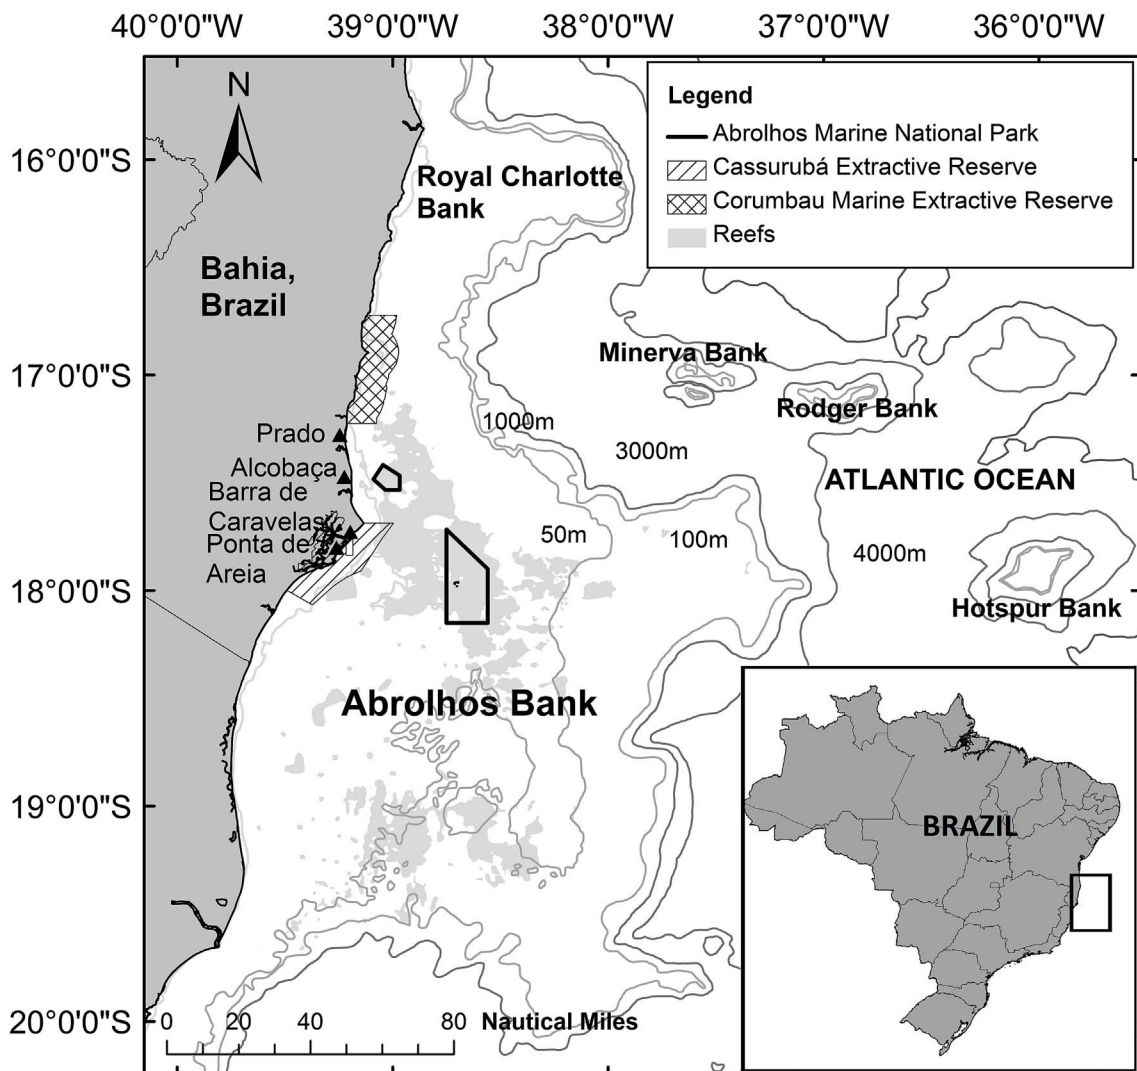 40°0'0"W
39°0'0"W
38°0'0"W
37°0'0"W
36°0'0"W
N
Legend
Abrolhos Marine National Park
Cassurubá Extractive Reserve
Corumbau Marine Extractive Reserve
Reefs
16°0'0"S
Royal Charlotte
Bank
Bahia,
Brazil
Minerva Bank
17°0'0"S
Rodger Bank
1000m
Prado
3000m
Alcobaça
ATLANTIC OCEAN
Barra de
Caravelas
50m
100m
Ponta de
4000m
Areia
18°0'0"S
Hotspur Bank
Abrolhos Bank
19°0'0"S
BRAZIL
20°0'0"S
0 20 40 80 Nautical Miles